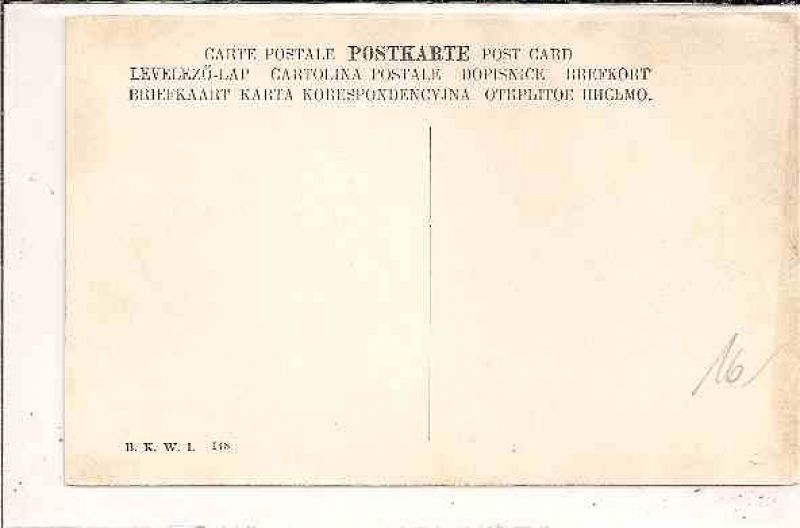 CARTE POSTALE POSTKARTE POST CARD
LEVELEZŐ-LAP CARTOLINA POSTALE DOPISNICE BREFKORT
BRIEFKAART KARTA KORESPONDENCYJNA ОТКРЫТОЕ ПИСЬМО.
16
B. K. W. I. 148